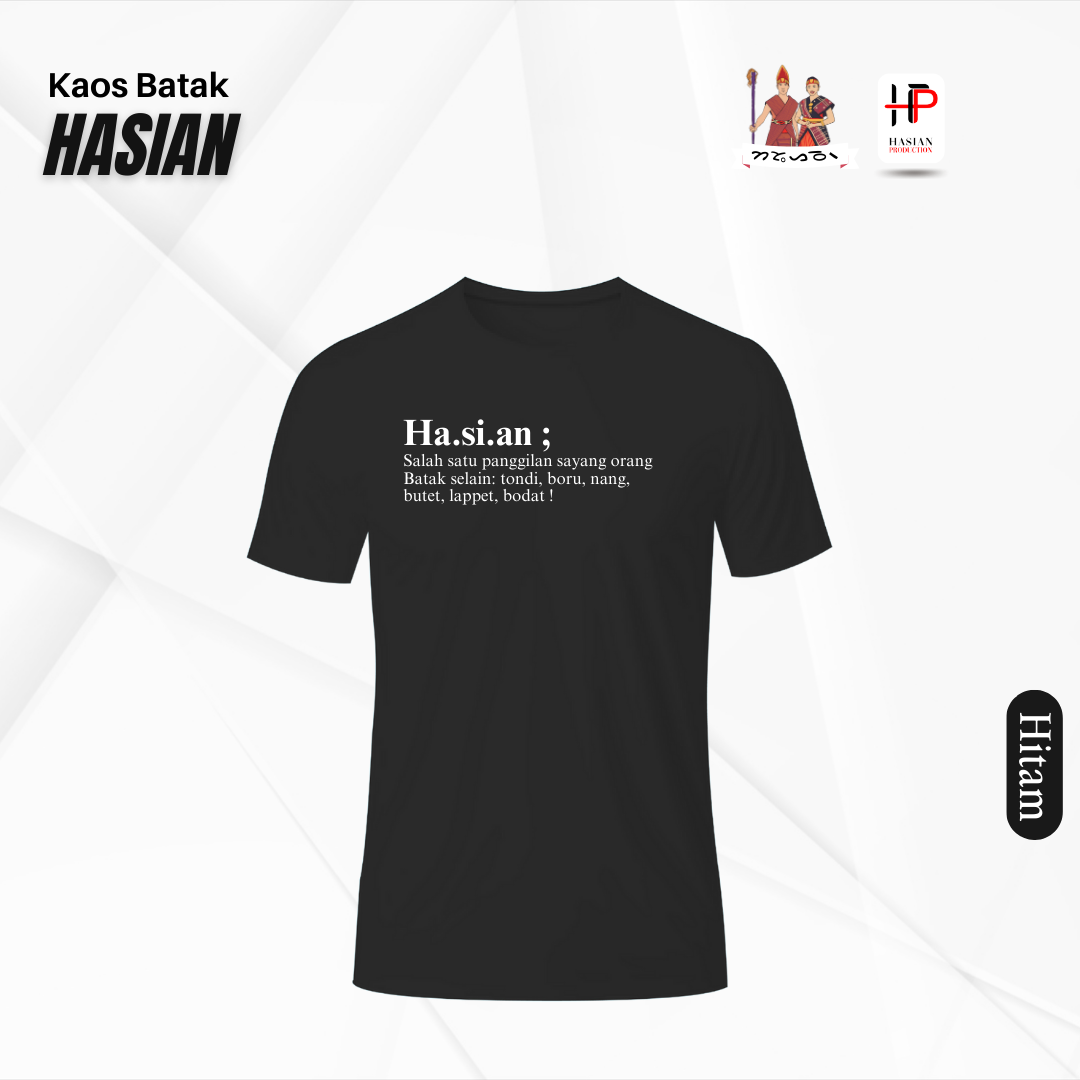 Kaos Batak
HASIAN
HP
HASIAN
PRODUCTION
Ha.si.an ;
Salah satu panggilan sayang orang
Batak selain: tondi, boru, nang,
butet, lappet, bodat !
Hitam